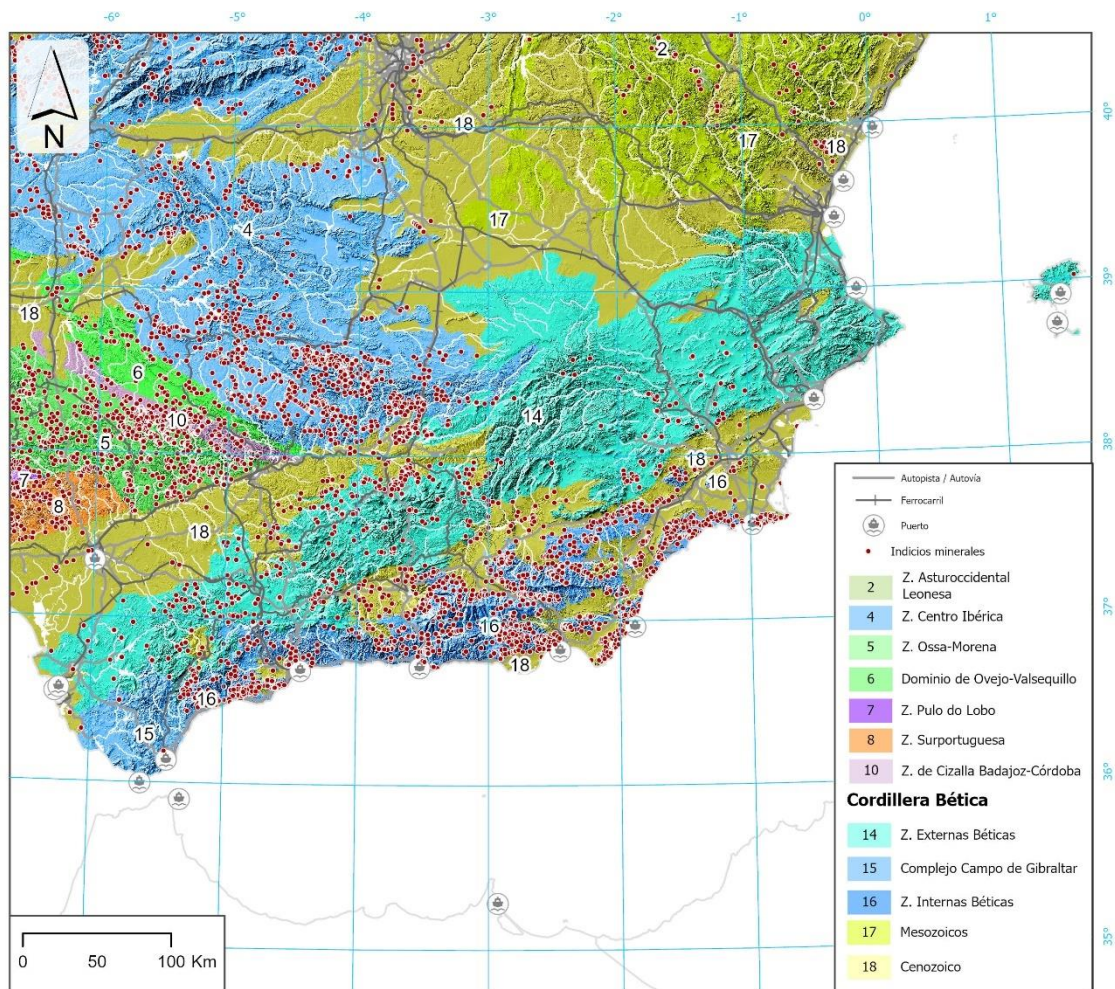 -6° -5° -4° -3° -2° -1° 0° 1°
N
2
18
40°
17
18
4
17
39°
18
6
14
10
5
38°
18
7
16
8
18
37°
16
18
16
15
36°
35°
Autopista / Autovía
Ferrocarril
Puerto
Indicios minerales
2 Z. Asturoccidental
Leonesa
4 Z. Centro Ibérica
5 Z. Ossa-Morena
6 Dominio de Ovejo-Valsequillo
7 Z. Pulo do Lobo
8 Z. Surportuguesa
10 Z. de Cizalla Badajoz-Córdoba
Cordillera Bética
14 Z. Externas Béticas
15 Complejo Campo de Gibraltar
16 Z. Internas Béticas
17 Mesozoicos
18 Cenozoico
0 50 100 Km